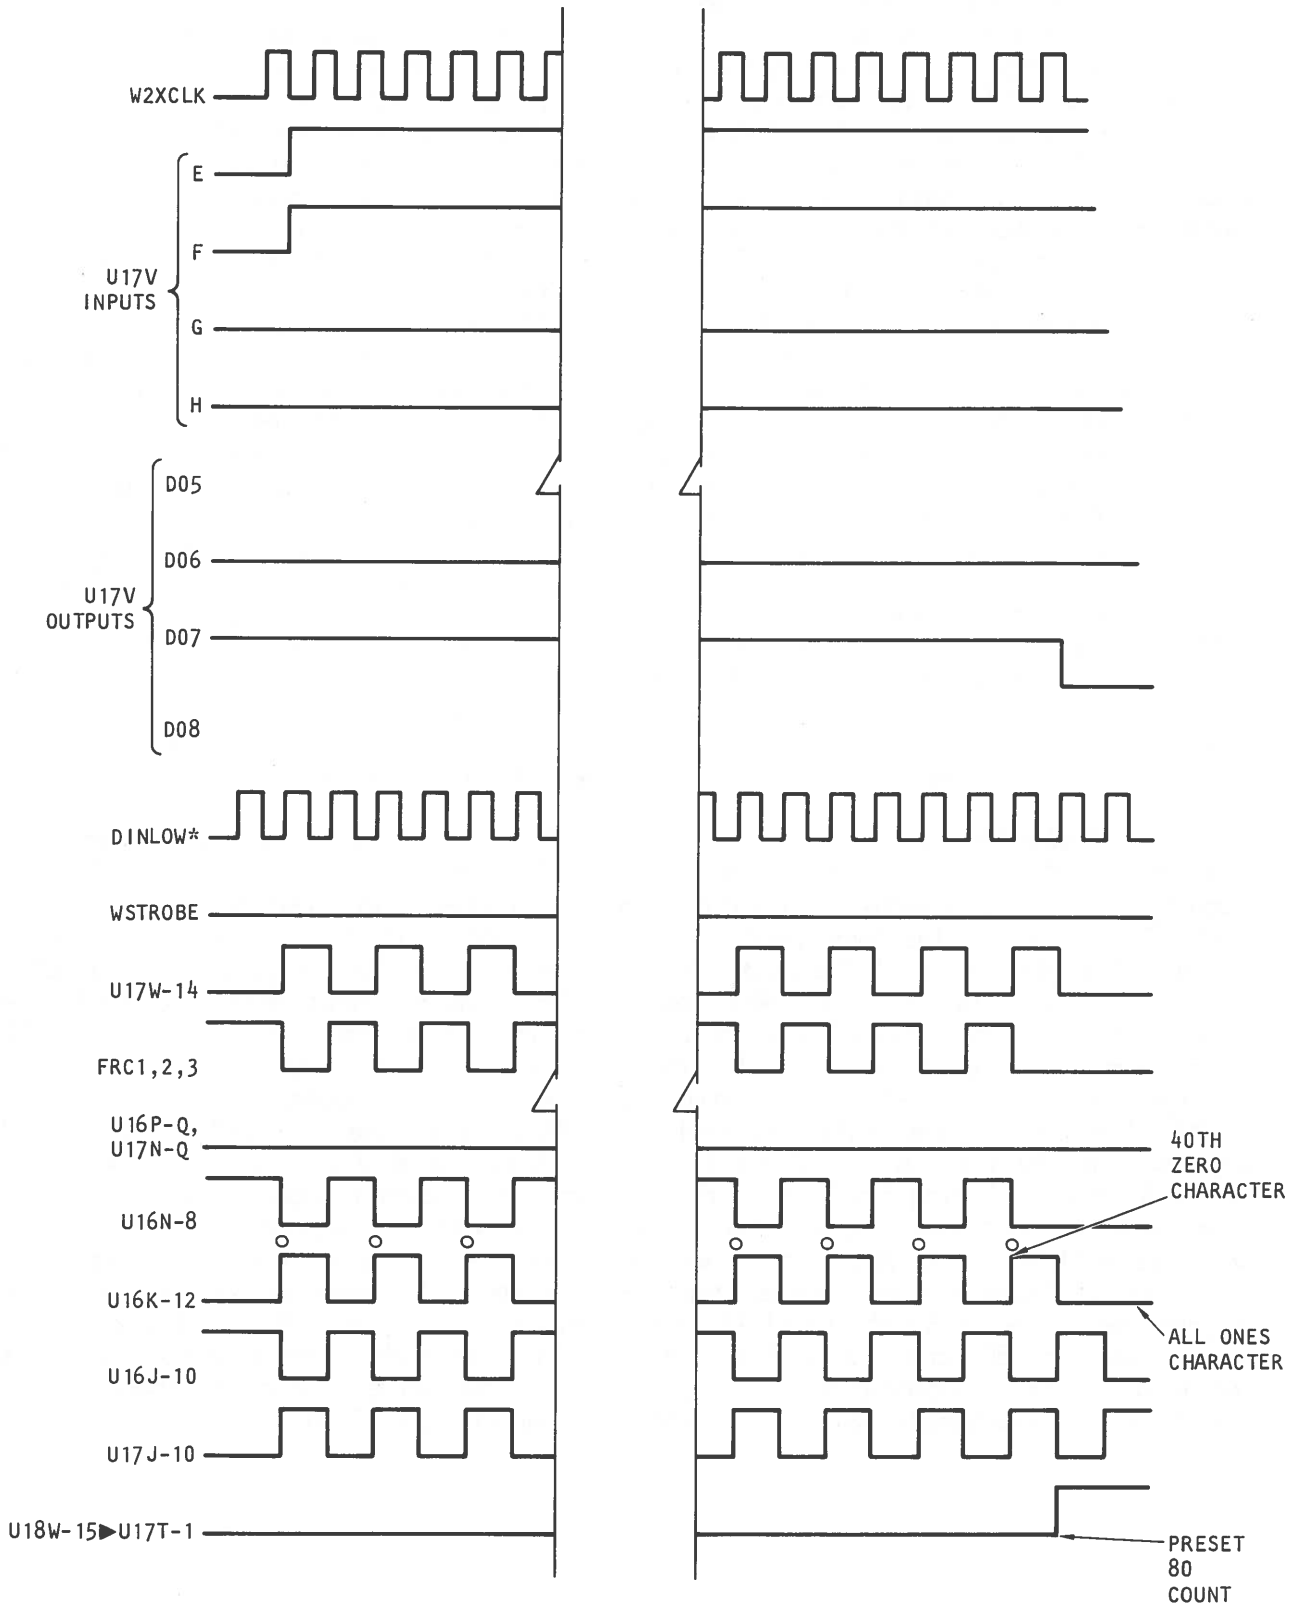 W2XCLK
E
F
U17V
INPUTS
G
H
D05
D06
U17V
OUTPUTS
D07
D08
DINLOW*
WSTROBE
U17W-14
FRC1,2,3
U16P-Q,
U17N-Q
40TH
ZERO
CHARACTER
U16N-8
U16K-12
ALL ONES
CHARACTER
U16J-10
U17J-10
U18W-15▶U17T-1
PRESET
80
COUNT